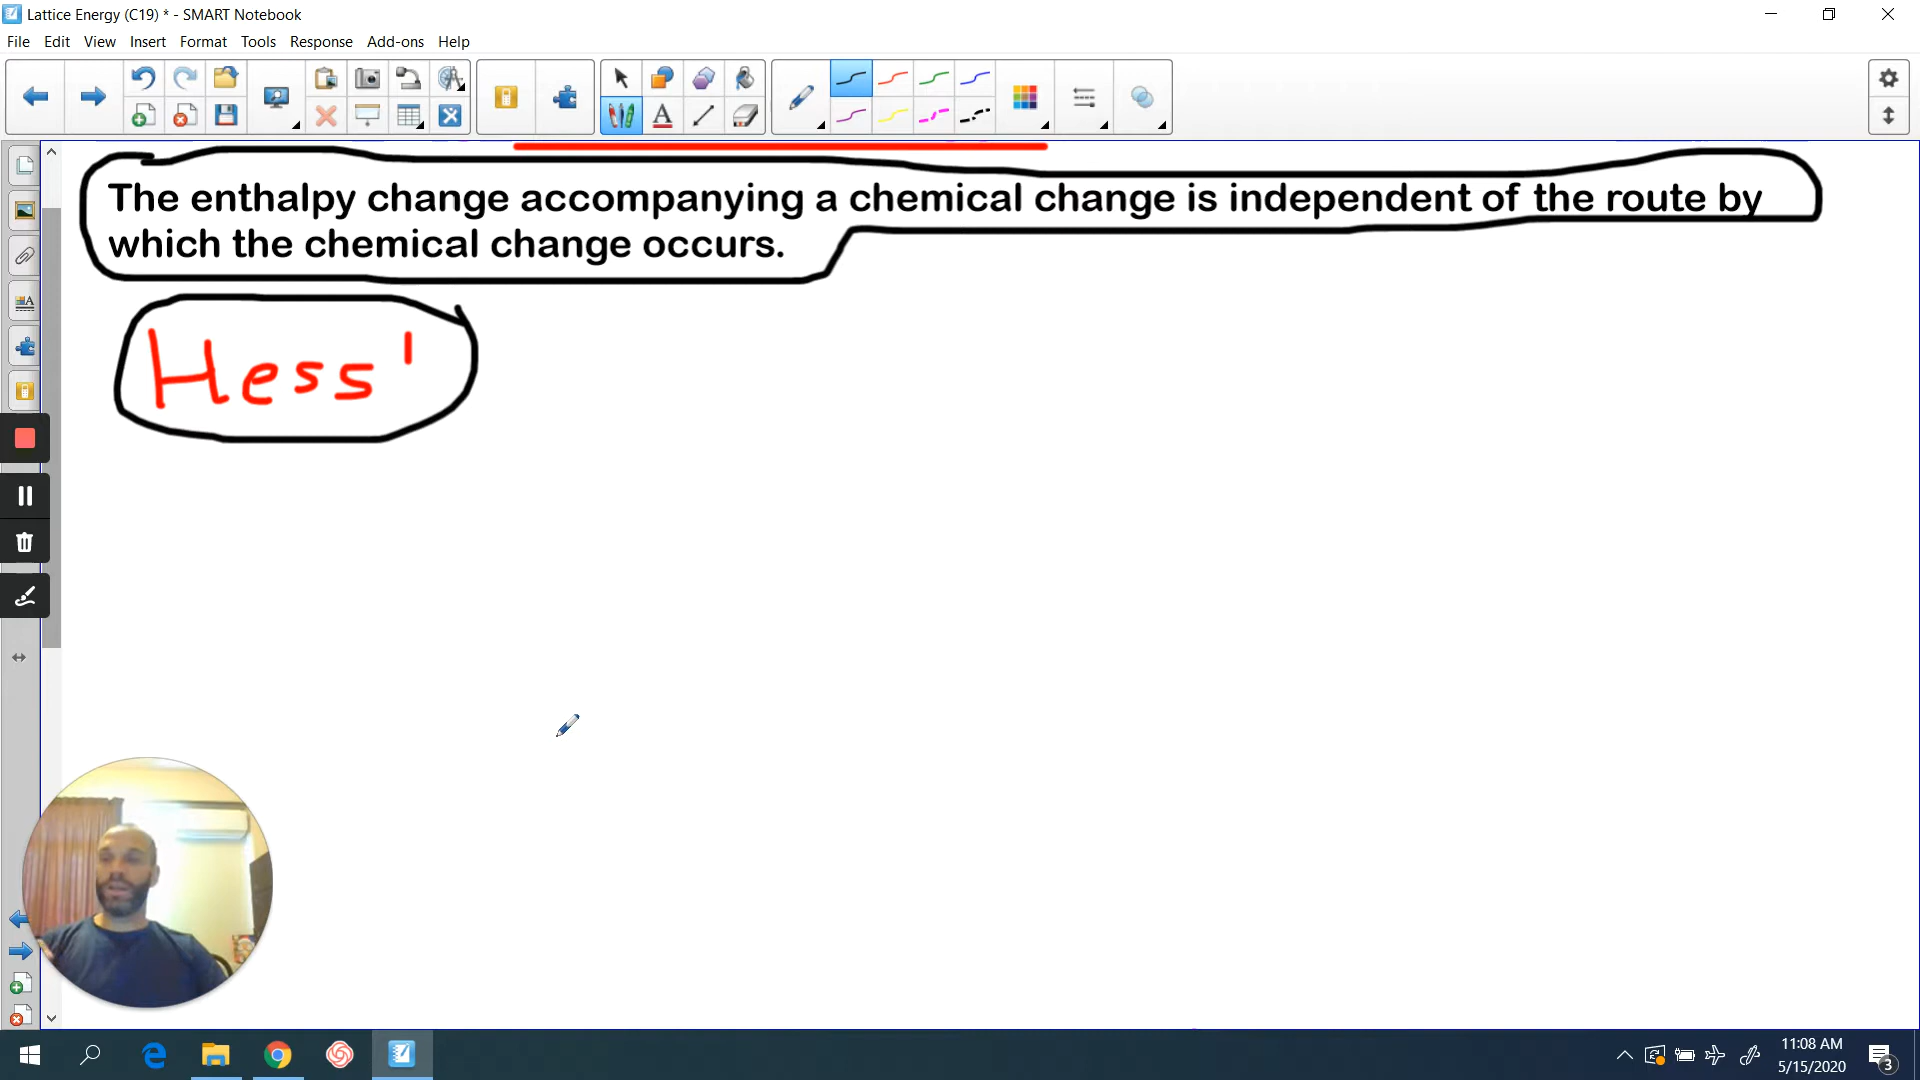 Lattice Energy (C19) * - SMART Notebook
File Edit View Insert Format Tools Response Add-ons Help
The enthalpy change accompanying a chemical change is independent of the route by
which the chemical change occurs.
Hess'
11:08 AM
5/15/2020
3